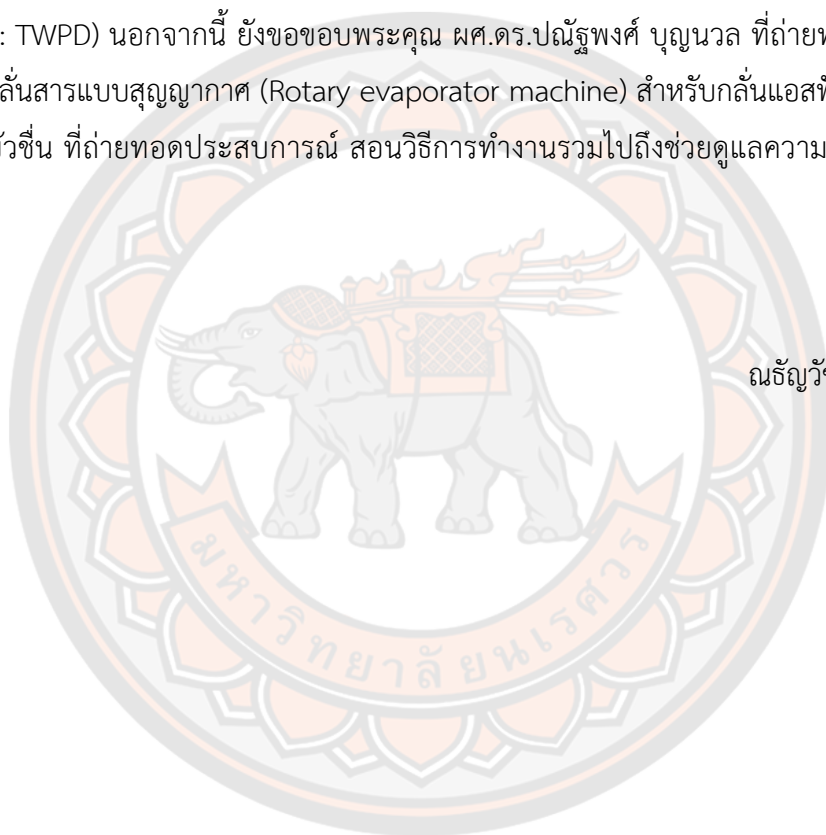 : TWPD) นอกจากนี้ ยังขอขอบพระคุณ ผศ.ดร.ปณัฐพงศ์ บุญนวล ที่ถ่ายท
ลั่นสารแบบสุญญากาศ (Rotary evaporator machine) สำหรับกลั่นแอสฟั
บัวชื่น ที่ถ่ายทอดประสบการณ์ สอนวิธีการทำงานรวมไปถึงช่วยดูแลความ
ณธัญวั
มหาวิทยาลัยนเรศวร